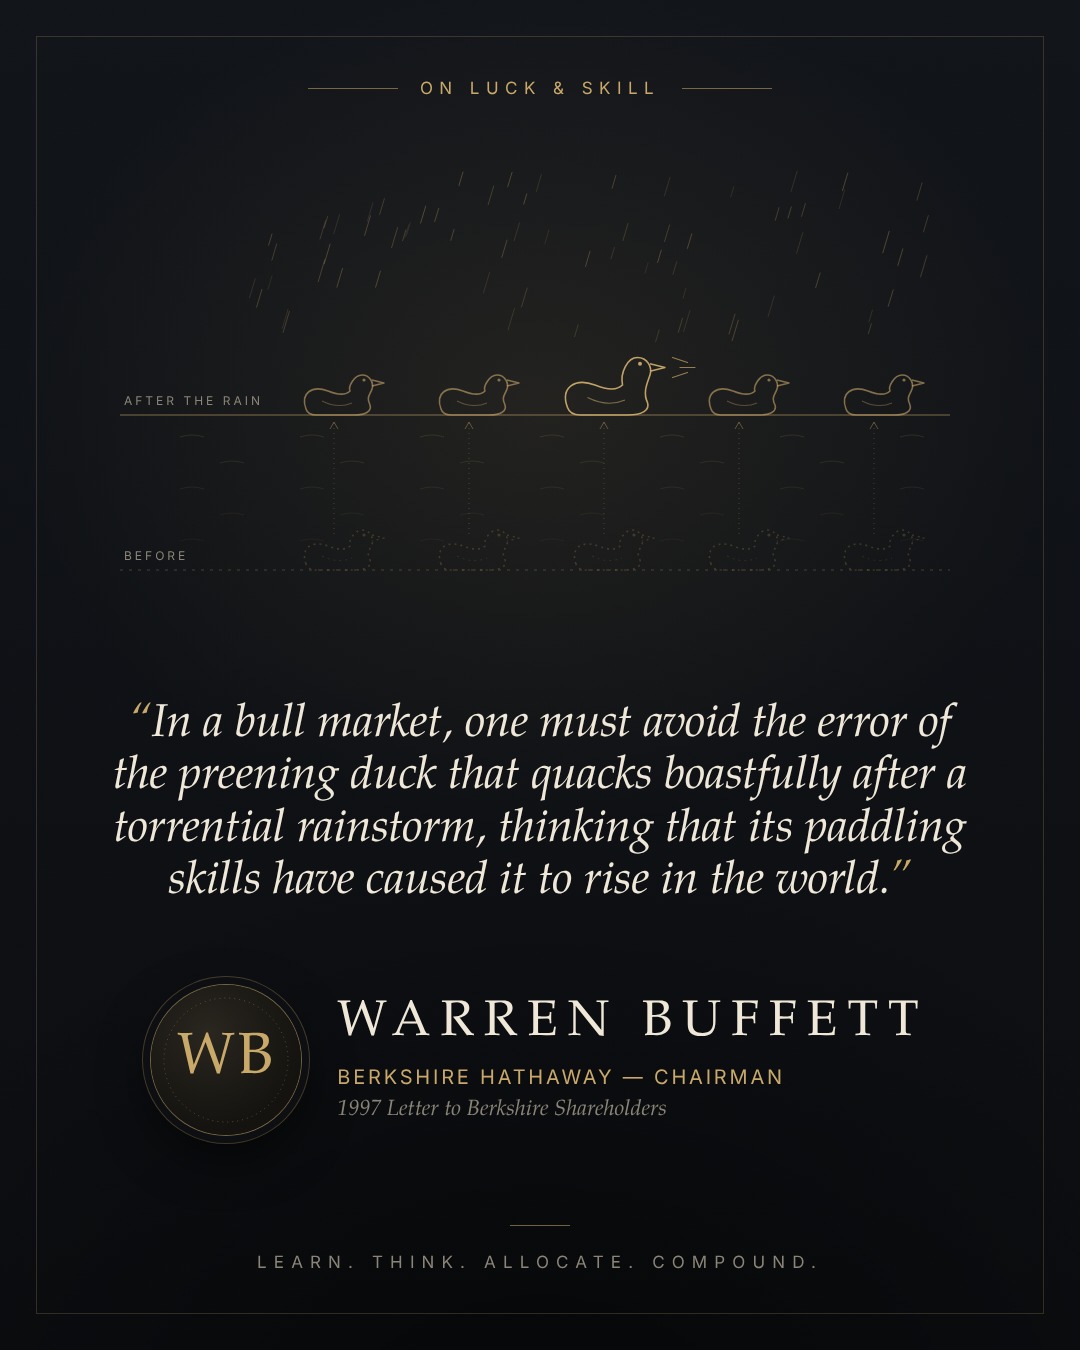 ON LUCK & SKILL
AFTER THE RAIN
BEFORE
“In a bull market, one must avoid the error of
the preening duck that quacks boastfully after a
torrential rainstorm, thinking that its paddling
skills have caused it to rise in the world.”
WB
WARREN BUFFETT
BERKSHIRE HATHAWAY — CHAIRMAN
1997 Letter to Berkshire Shareholders
LEARN. THINK. ALLOCATE. COMPOUND.